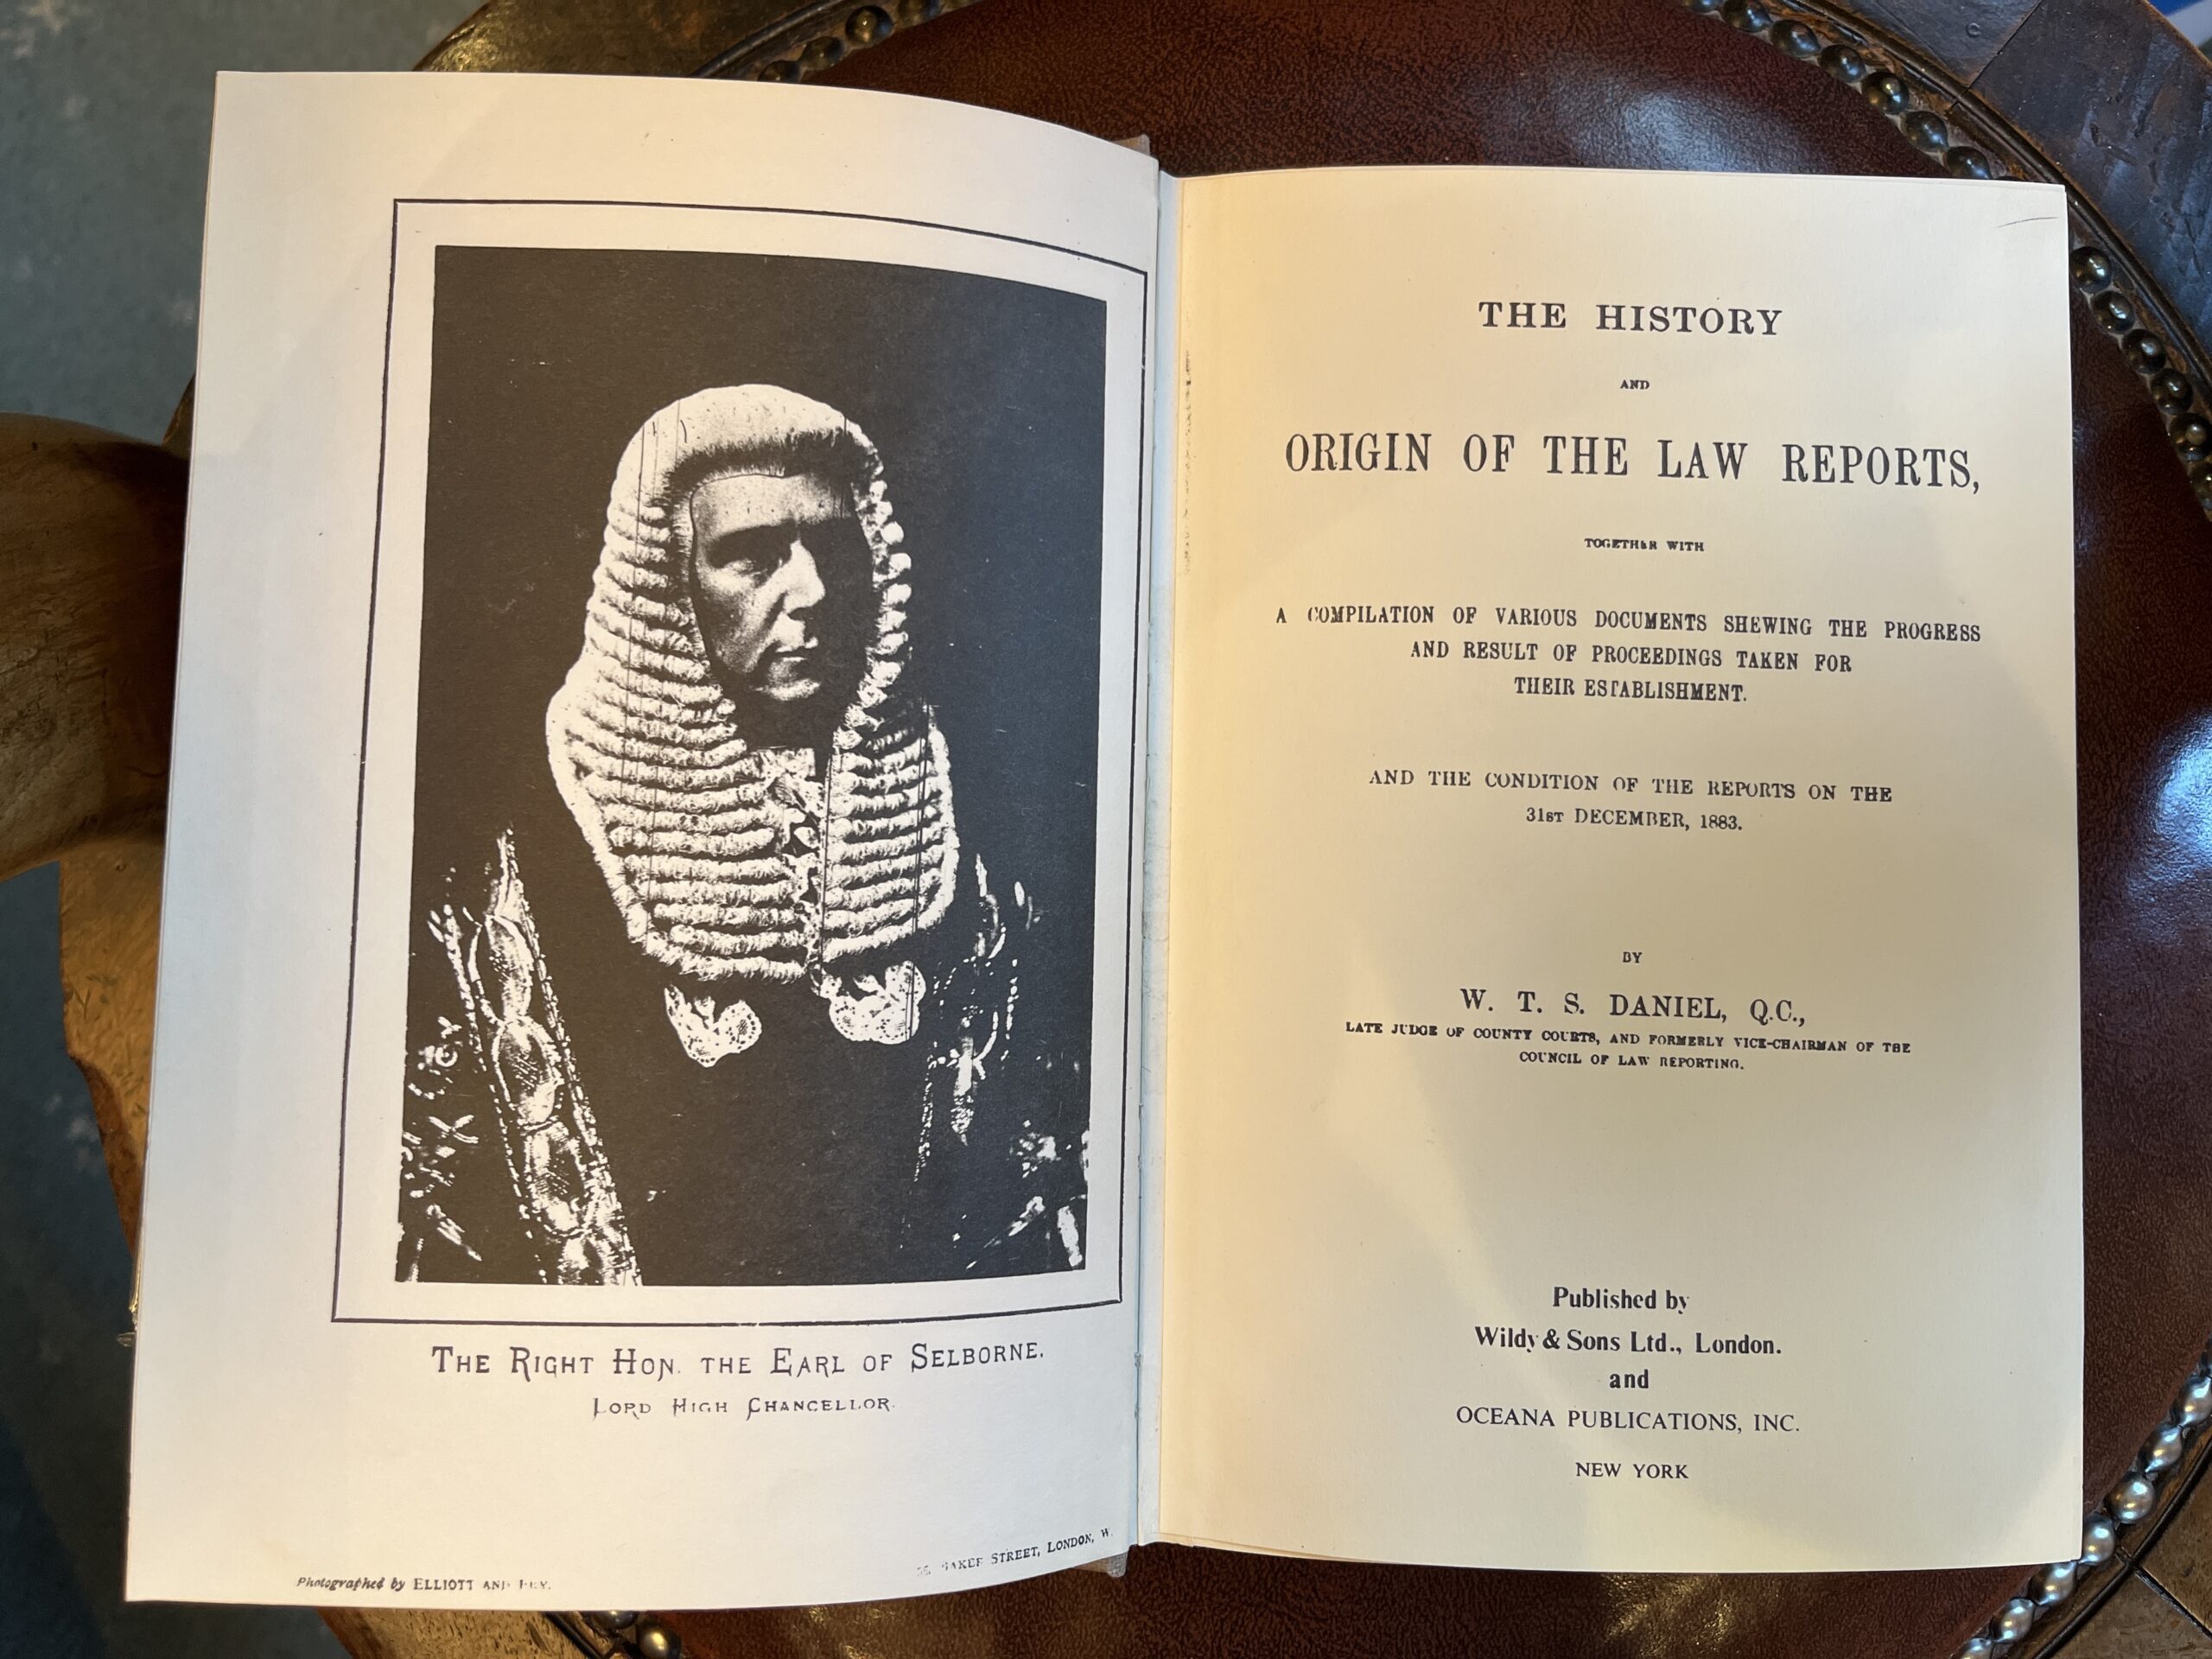 THE RIGHT HON. THE EARL OF SELBORNE.
LORD HIGH CHANCELLOR.
Photographed by ELLIOTT AND FRY.
BAKER STREET, LONDON, W.
THE HISTORY
AND
ORIGIN OF THE LAW REPORTS,
TOGETHER WITH
A COMPILATION OF VARIOUS DOCUMENTS SHEWING THE PROGRESS
AND RESULT OF PROCEEDINGS TAKEN FOR
THEIR ESTABLISHMENT.
AND THE CONDITION OF THE REPORTS ON THE
31ST DECEMBER, 1883.
BY
W. T. S. DANIEL, Q.C.,
LATE JUDGE OF COUNTY COURTS, AND FORMERLY VICE-CHAIRMAN OF THE
COUNCIL OF LAW REPORTING.
Published by
Wildy & Sons Ltd., London.
and
OCEANA PUBLICATIONS, INC.
NEW YORK